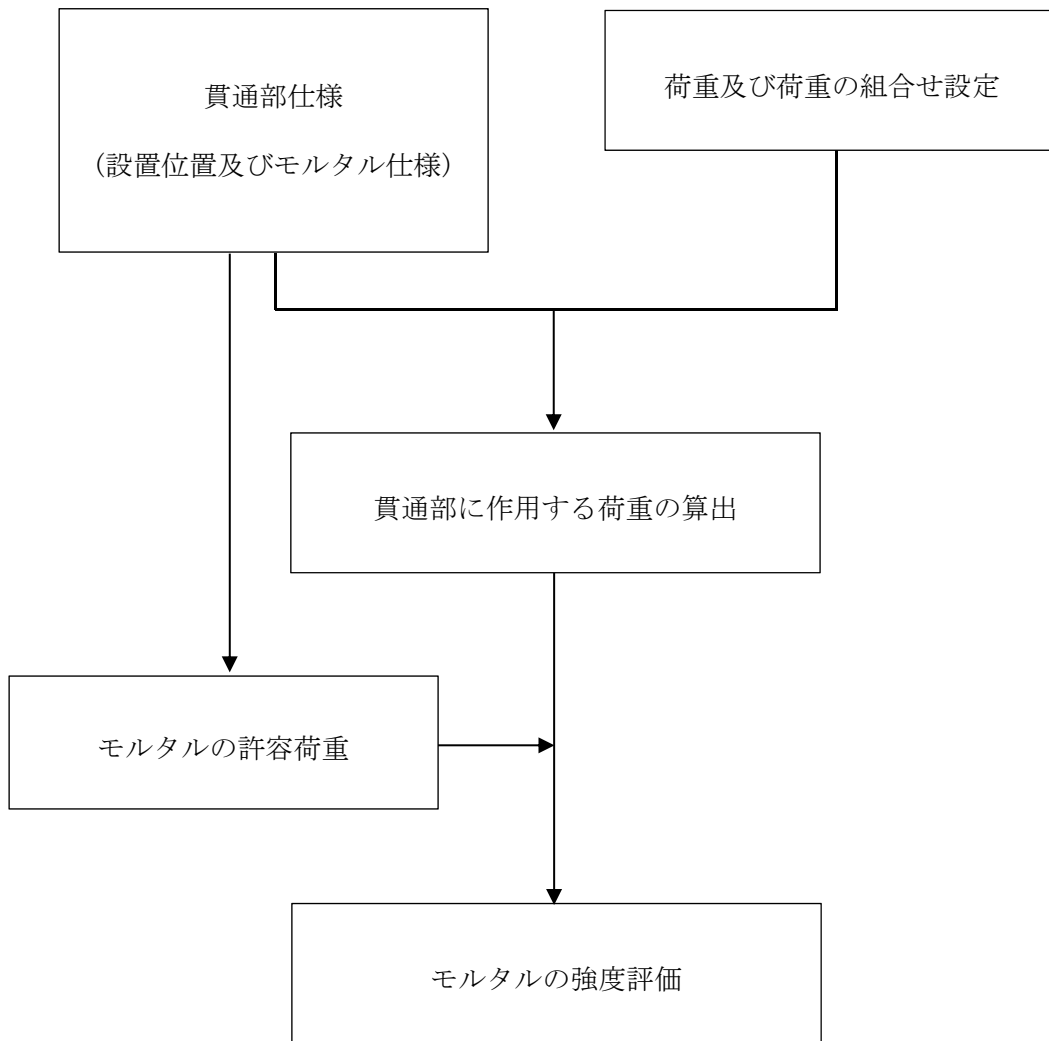 貫通部仕様
（設置位置及びモルタル仕様）
荷重及び荷重の組合せ設定
貫通部に作用する荷重の算出
モルタルの許容荷重
モルタルの強度評価